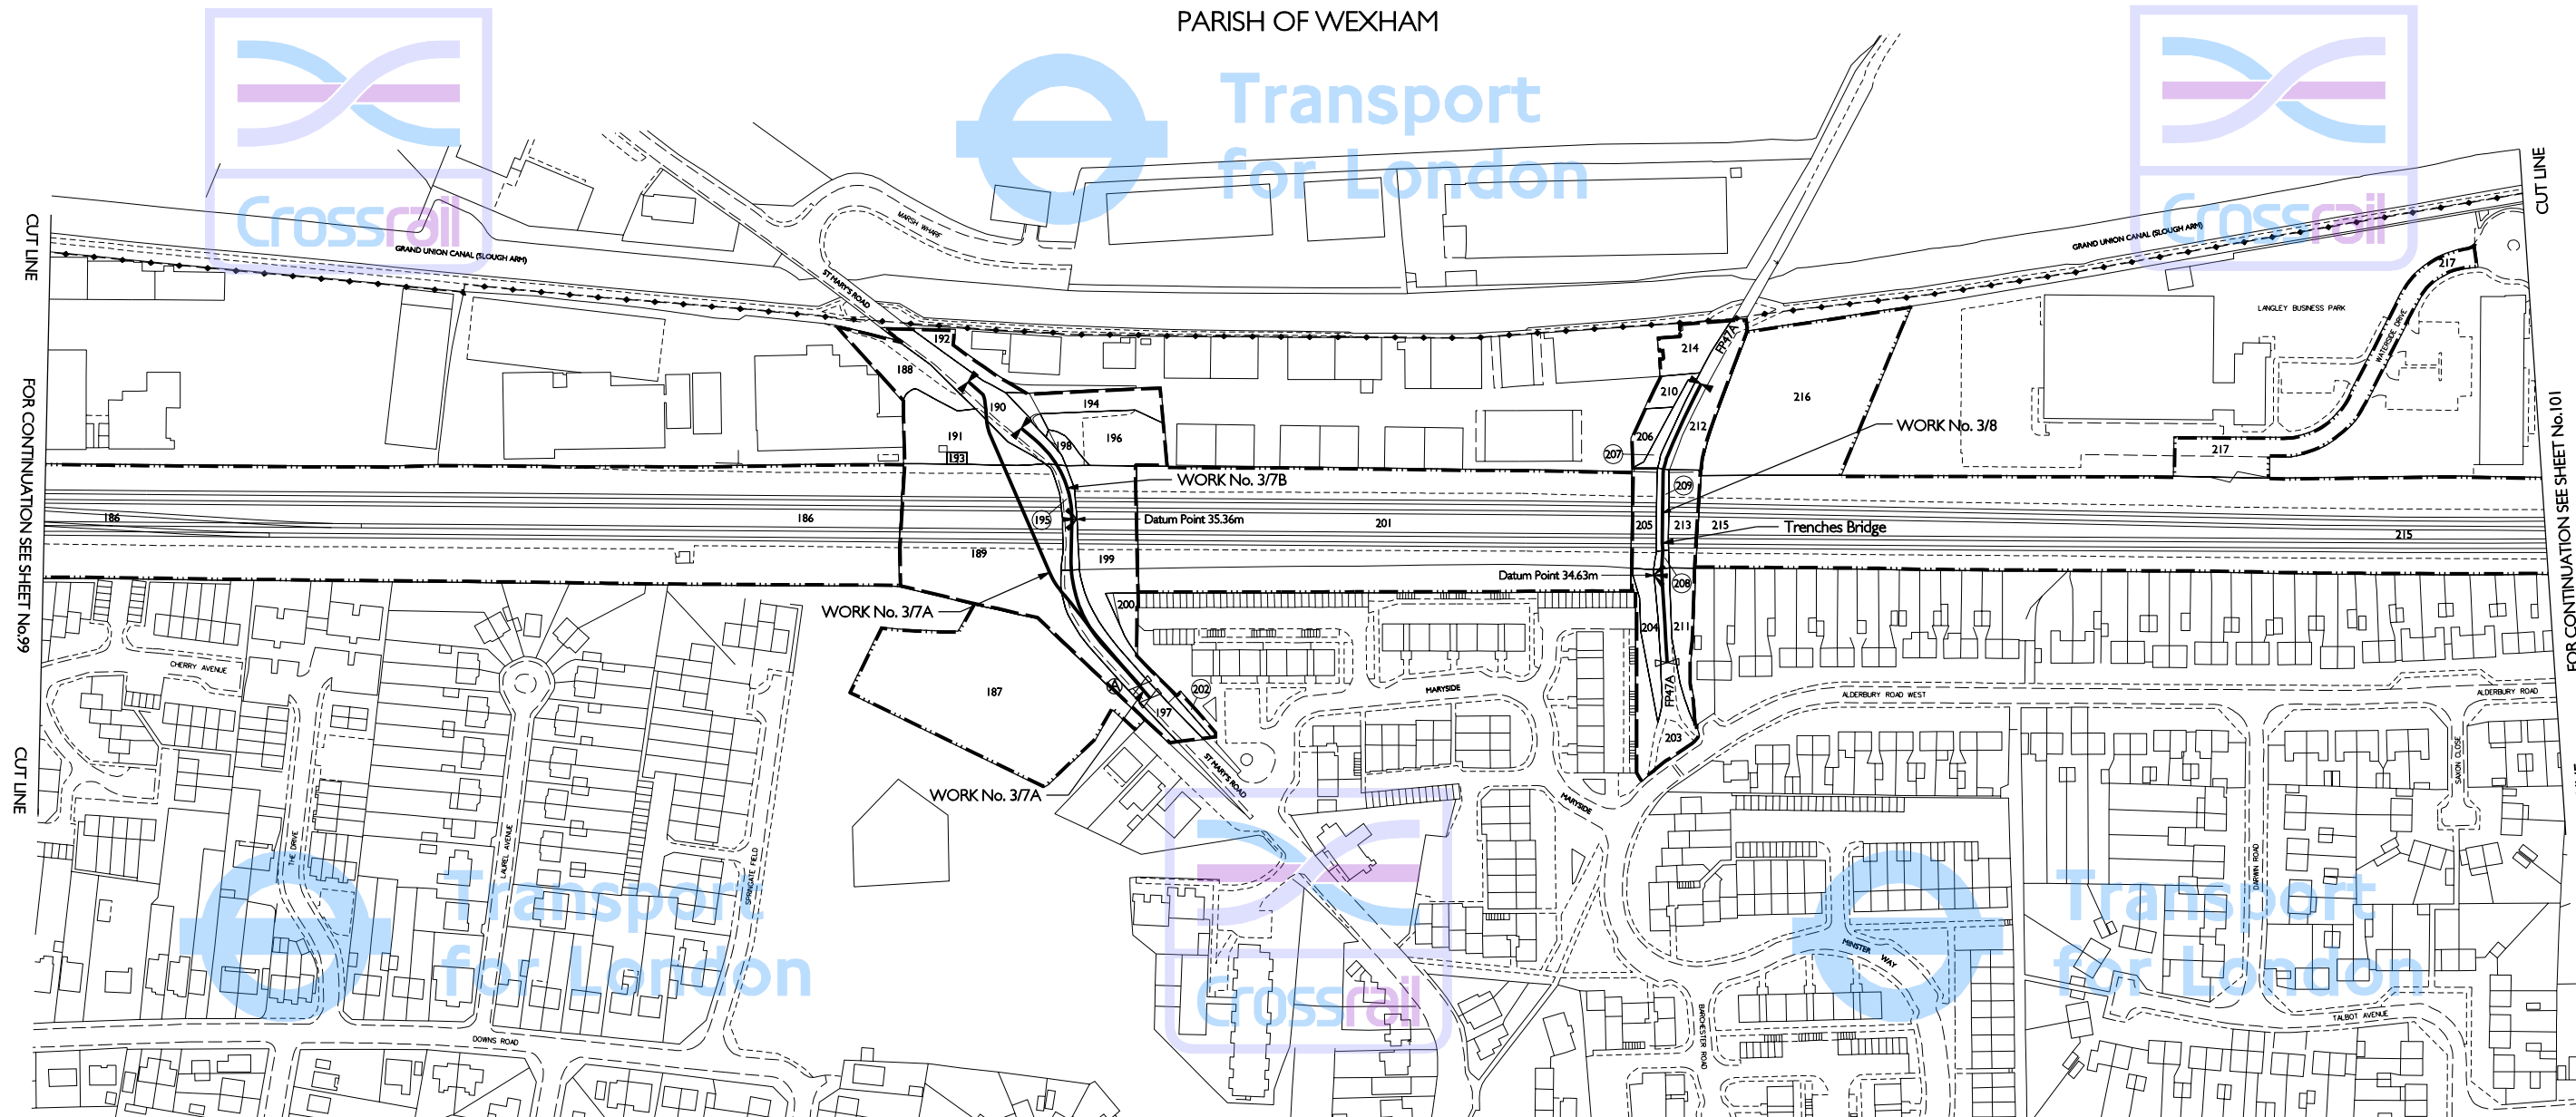 PARISH OF WEXHAM
Crossrail
Transport
for London
Crossrail
CUT LINE
CUT LINE
GRAND UNION CANAL (SLOUGH ARM)
MARSH WHARF
ST MARY'S ROAD
GRAND UNION CANAL (SLOUGH ARM)
217
LANGLEY BUSINESS PARK
WATERSIDE DRIVE
192
188
190
194
191
193
198
196
214
FP47A
210
206
207
212
216
217
WORK No. 3/8
FOR CONTINUATION SEE SHEET No.99
FOR CONTINUATION SEE SHEET No.101
WORK No. 3/7B
209
186
186
195
Datum Point 35.36m
201
205
213
215
Trenches Bridge
215
189
199
Datum Point 34.63m
208
WORK No. 3/7A
200
204
211
CHERRY AVENUE
187
A
202
197
MARYSIDE
FP47A
203
ALDERBURY ROAD WEST
ALDERBURY ROAD
CUT LINE
WORK No. 3/7A
ST MARY'S ROAD
MARYSIDE
SAXON CLOSE
THE DRIVE
LAUREL AVENUE
SPRINGATE FIELD
DARWIN ROAD
Transport
for London
Crossrail
Transport
for London
MINSTER WAY
BARCHESTER ROAD
TALBOT AVENUE
DOWNS ROAD